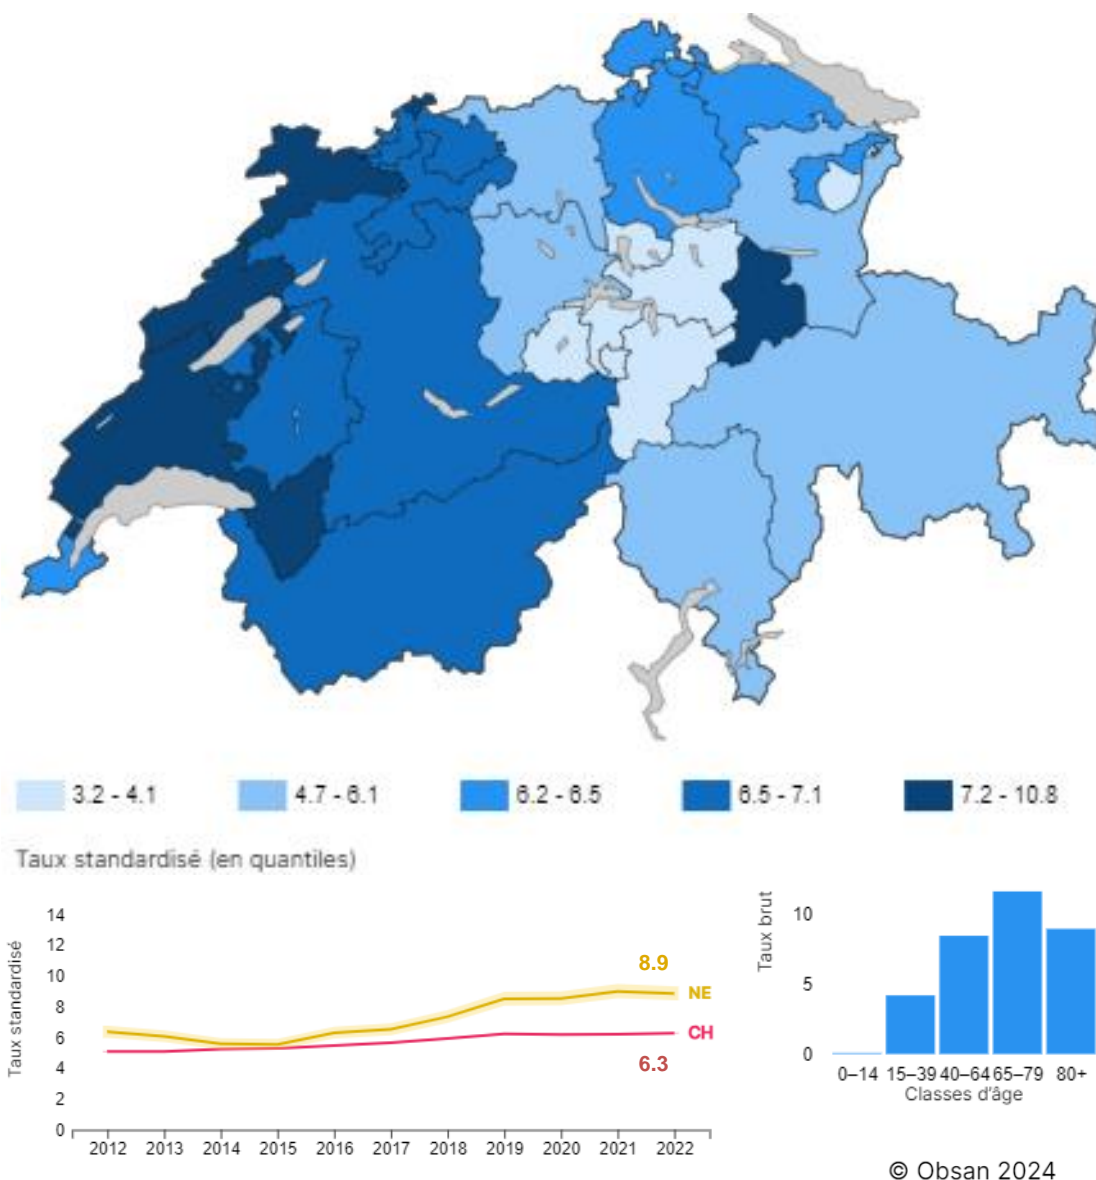 3.2 - 4.1 4.7 - 6.1 6.2 - 6.5 6.5 - 7.1 7.2 - 10.8
Taux standardisé (en quantiles)
Taux standardisé
14
12
10
8
6
4
2
0
8.9
NE
CH
6.3
2012 2013 2014 2015 2016 2017 2018 2019 2020 2021 2022
Taux brut
10
5
0
0–14 15–39 40–64 65–79 80+
Classes d'âge
© Obsan 2024